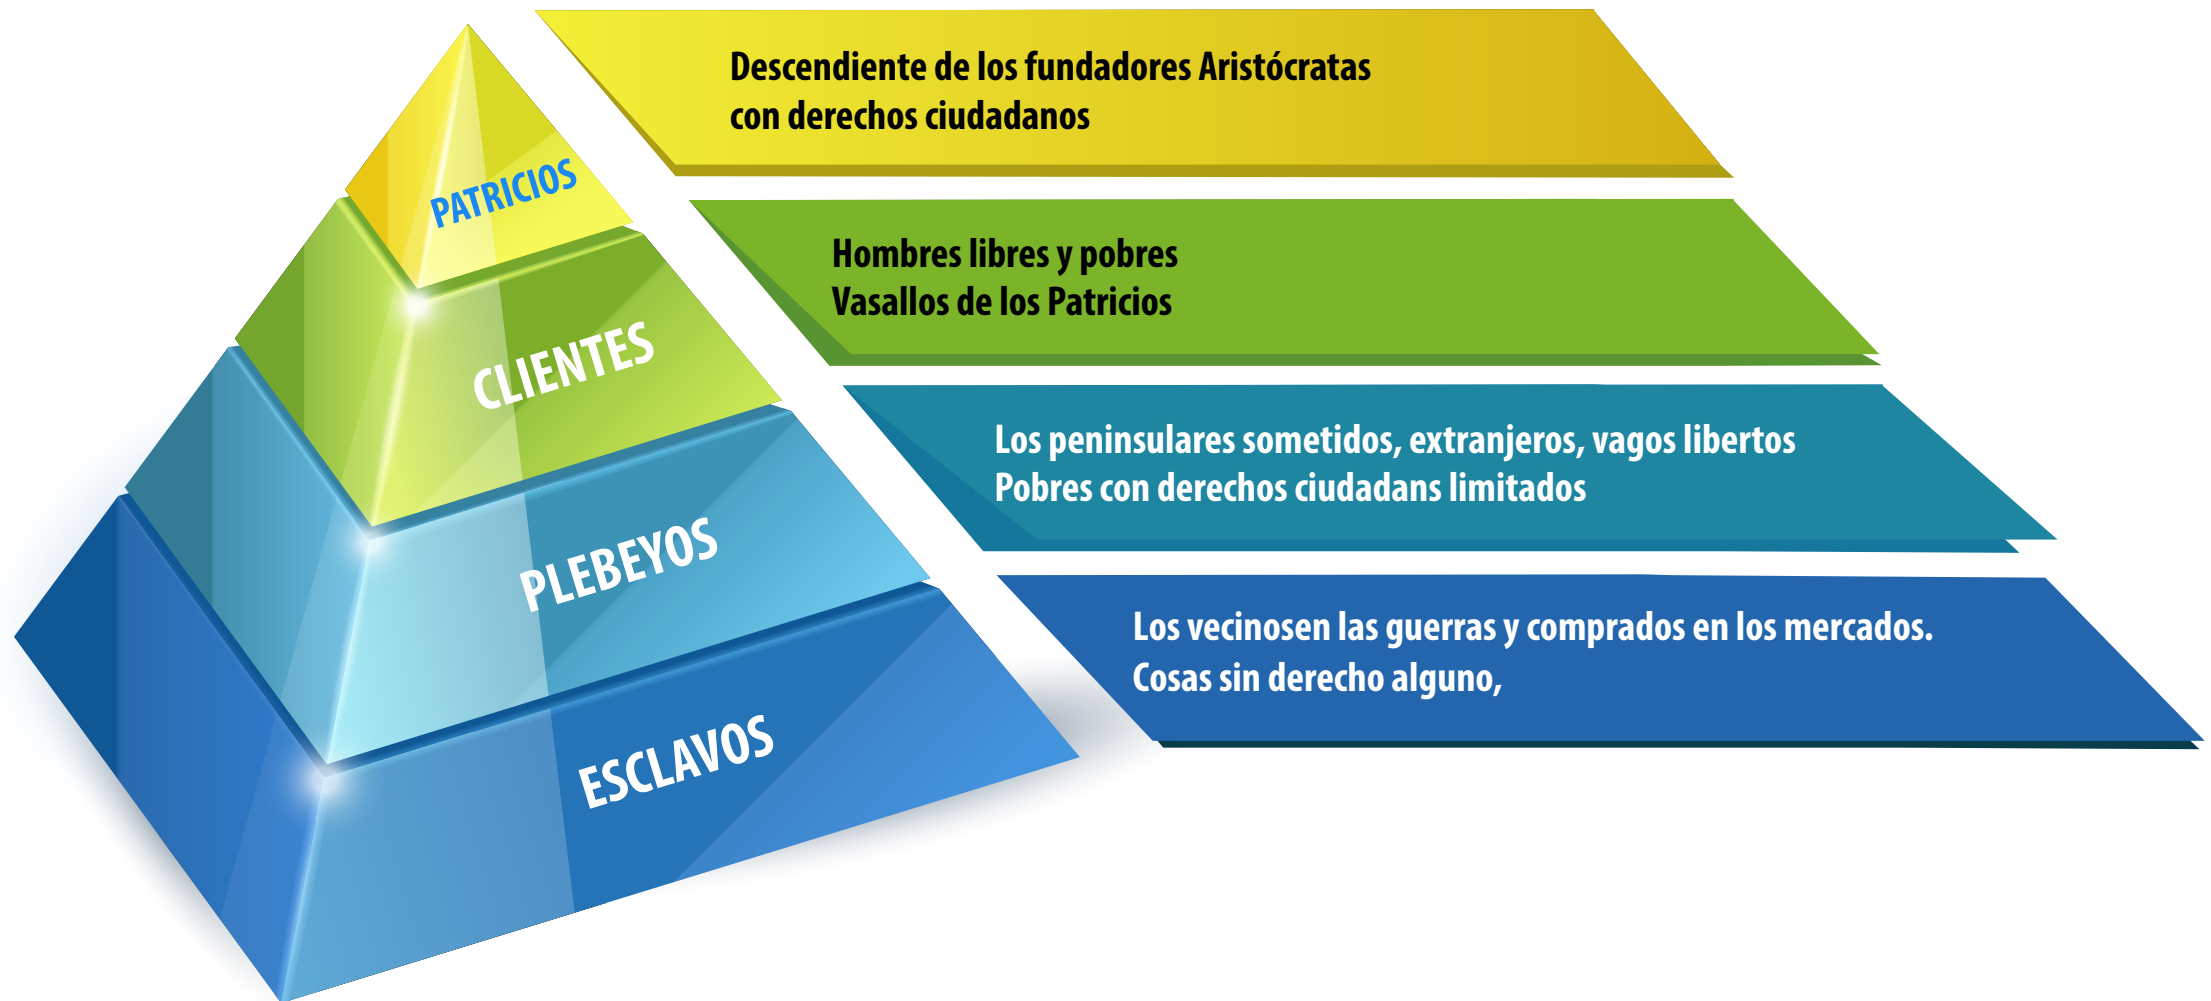 PATRICIOS
Descendiente de los fundadores Aristócratas
con derechos ciudadanos
CLIENTES
Hombres libres y pobres
Vasallos de los Patricios
PLEBEYOS
Los peninsulares sometidos, extranjeros, vagos libertos
Pobres con derechos ciudadans limitados
ESCLAVOS
Los vecinosen las guerras y comprados en los mercados.
Cosas sin derecho alguno,